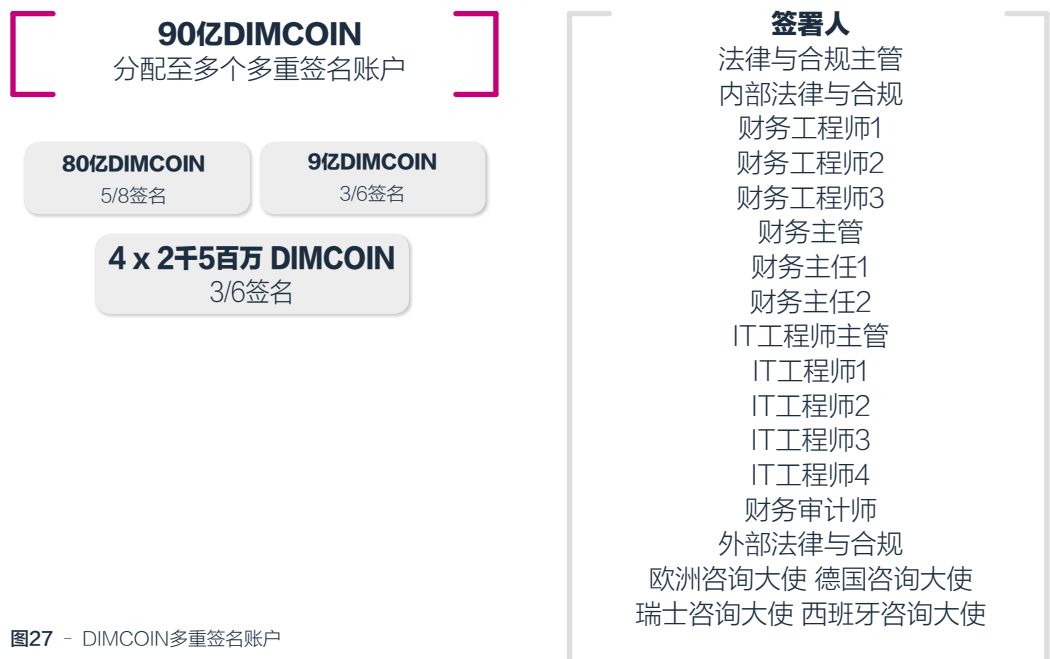 90亿DIMCOIN
分配至多个多重签名账户
80亿DIMCOIN
5/8签名
9亿DIMCOIN
3/6签名
4 x 2千5百万 DIMCOIN
3/6签名
图27 - DIMCOIN多重签名账户
签署人
法律与合规主管
内部法律与合规
财务工程师1
财务工程师2
财务工程师3
财务主管
财务主任1
财务主任2
IT工程师主管
IT工程师1
IT工程师2
IT工程师3
IT工程师4
财务审计师
外部法律与合规
欧洲咨询大使 德国咨询大使
瑞士咨询大使 西班牙咨询大使